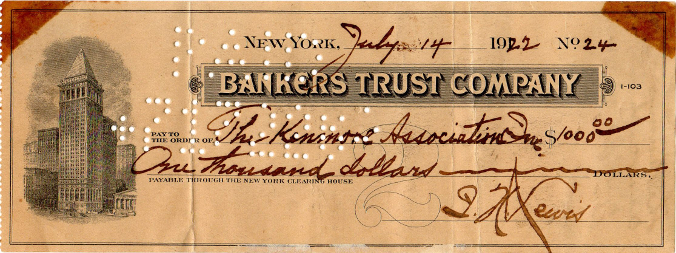 NEW YORK, July 14 1922 No 24
BANKERS TRUST COMPANY
1-103
PAY TO
THE ORDER OF The Kenmore Association Inc $1000 00
One thousand dollars DOLLARS.
PAYABLE THROUGH THE NEW YORK CLEARING HOUSE
Lewis